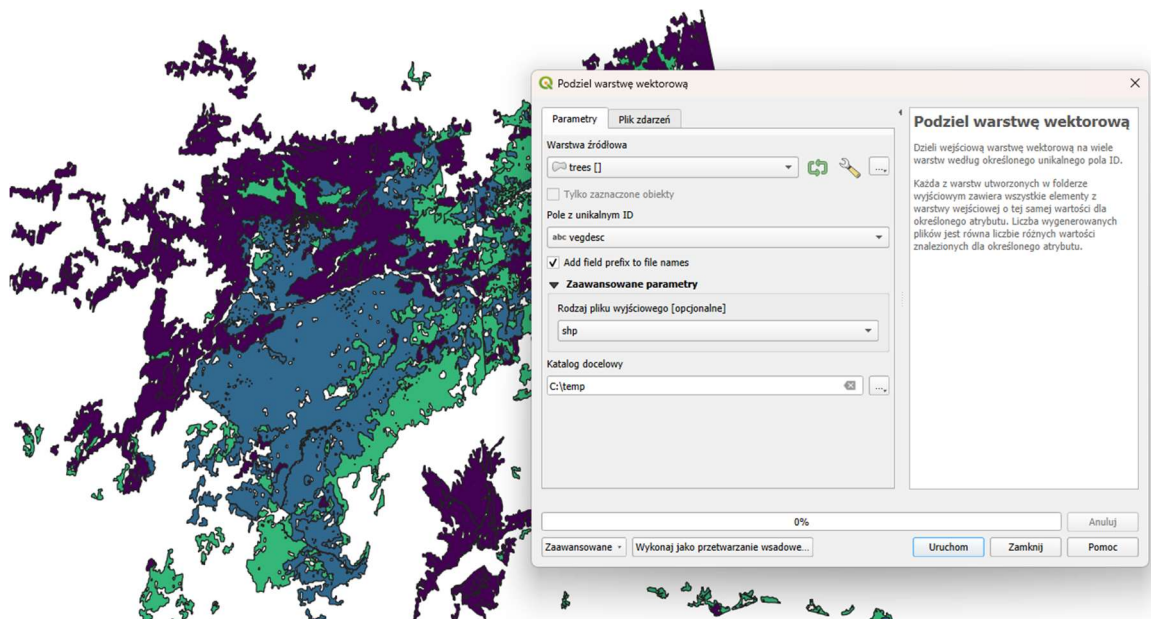 Podziel warstwę wektorową
Parametry
Plik zdarzeń
Warstwa źródłowa
trees []
...
Tylko zaznaczone obiekty
Pole z unikalnym ID
abc vegdesc
Add field prefix to file names
Zaawansowane parametry
Rodzaj pliku wyjściowego [opcjonalne]
shp
Katalog docelowy
C:\temp
...
Podziel warstwę wektorową
Dzieli wejściową warstwę wektorową na wiele
warstw według określonego unikalnego pola ID.
Każda z warstw utworzonych w folderze
wyjściowym zawiera wszystkie elementy z
warstwy wejściowej o tej samej wartości dla
określonego atrybutu. Liczba wygenerowanych
plików jest równa liczbie różnych wartości
znalezionych dla określonego atrybutu.
0%
Anuluj
Zaawansowane
Wykonaj jako przetwarzanie wsadowe...
Uruchom
Zamknij
Pomoc